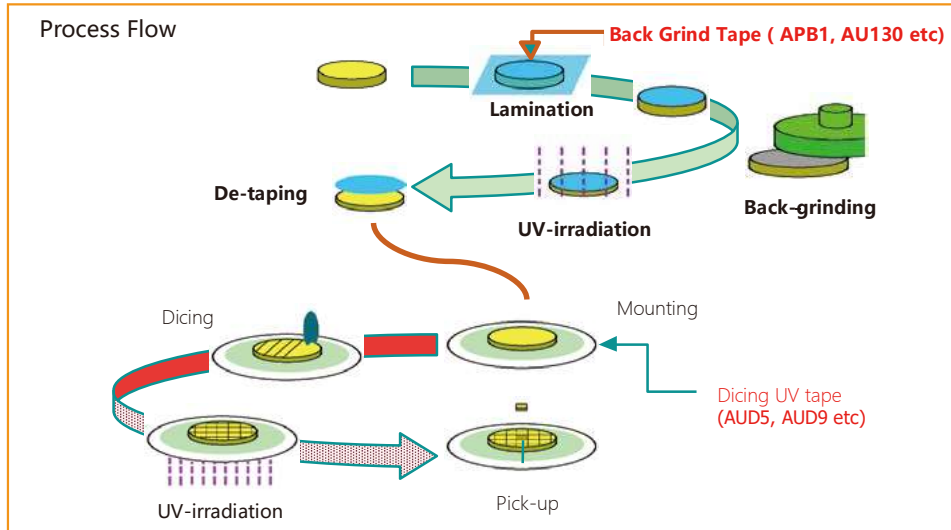 Process Flow
Back Grind Tape ( APB1, AU130 etc)
Lamination
De-taping
UV-irradiation
Back-grinding
Dicing
Mounting
Dicing UV tape
(AUD5, AUD9 etc)
UV-irradiation
Pick-up